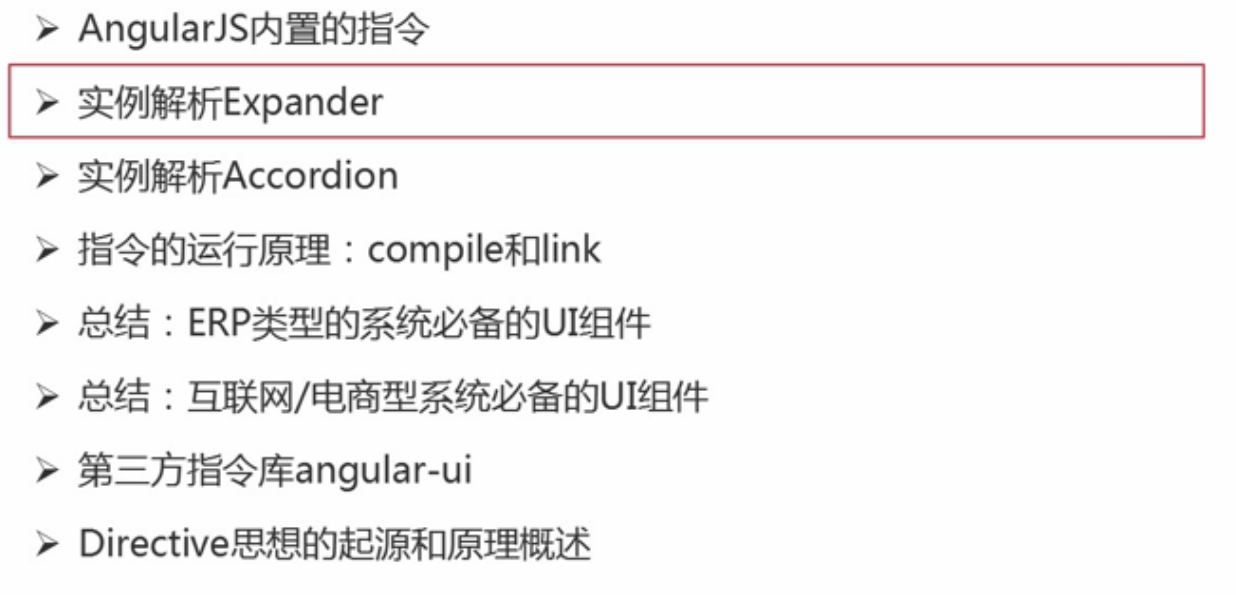 ➢ AngularJS内置的指令
➢ 实例解析Expander
➢ 实例解析Accordion
➢ 指令的运行原理：compile和link
➢ 总结：ERP类型的系统必备的UI组件
➢ 总结：互联网/电商型系统必备的UI组件
➢ 第三方指令库angular-ui
➢ Directive思想的起源和原理概述